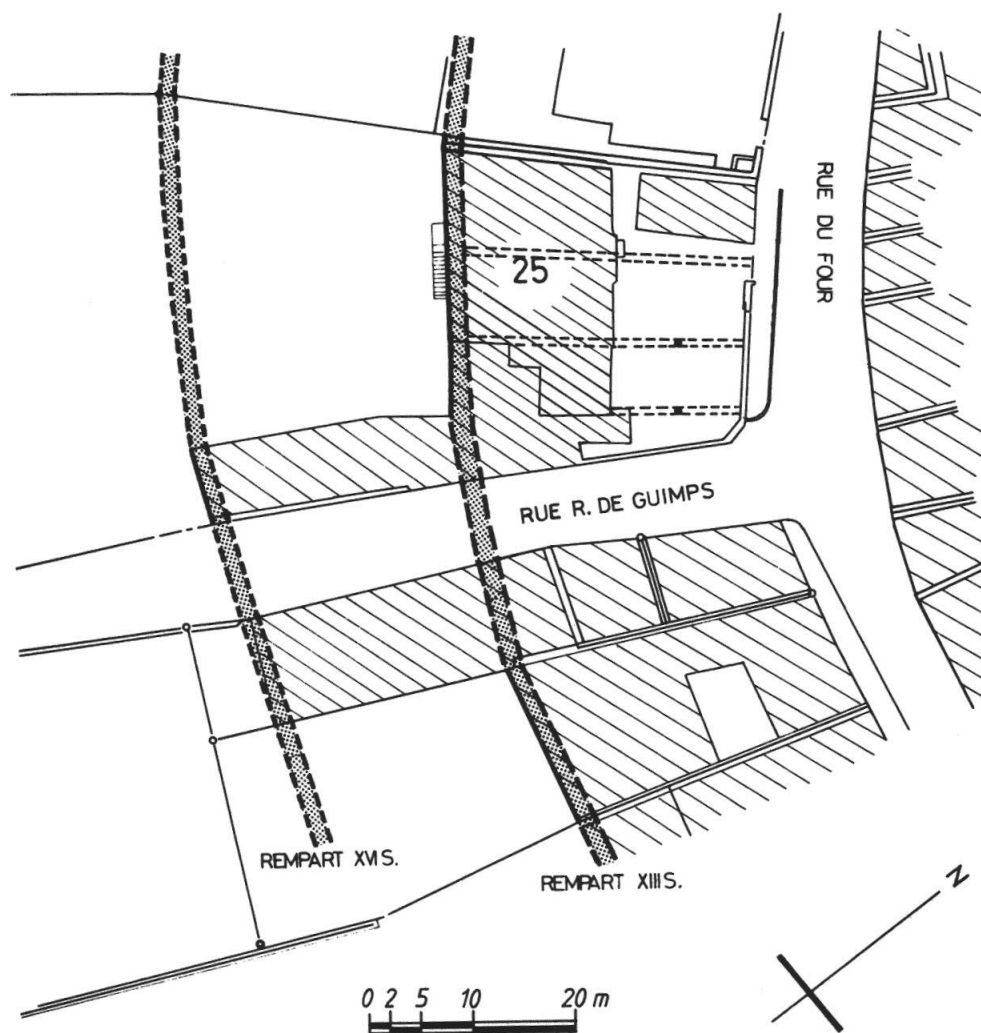 RUE DU FOUR
25
RUE R. DE GUIMPS
REMPART XVI S.
REMPART XIII S.
N
0 2 5 10 20 m